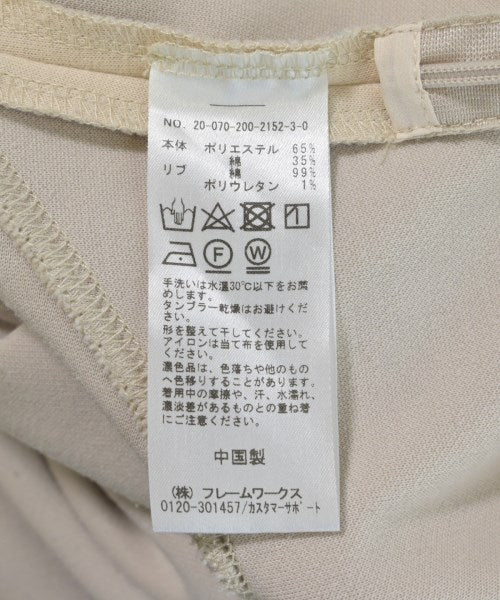 NO. 20-070-200-2152-3-0
本体 ポリエステル 65%
綿 35%
リブ 綿 99%
ポリウレタン 1%
F W
手洗いは水温30℃以下をお薦
めします。
タンブラー乾燥はお避けくだ
さい。
形を整えて干してください。
アイロンは当て布を使用して
ください。
濃色品は、色落ちや他のもの
へ色移りすることがあります。
着用中の摩擦や、汗、水濡れ、
濃淡差があるものとの重ね着
にご注意ください。
中国製
(株) フレームワークス
0120-301457/カスタマーサポート